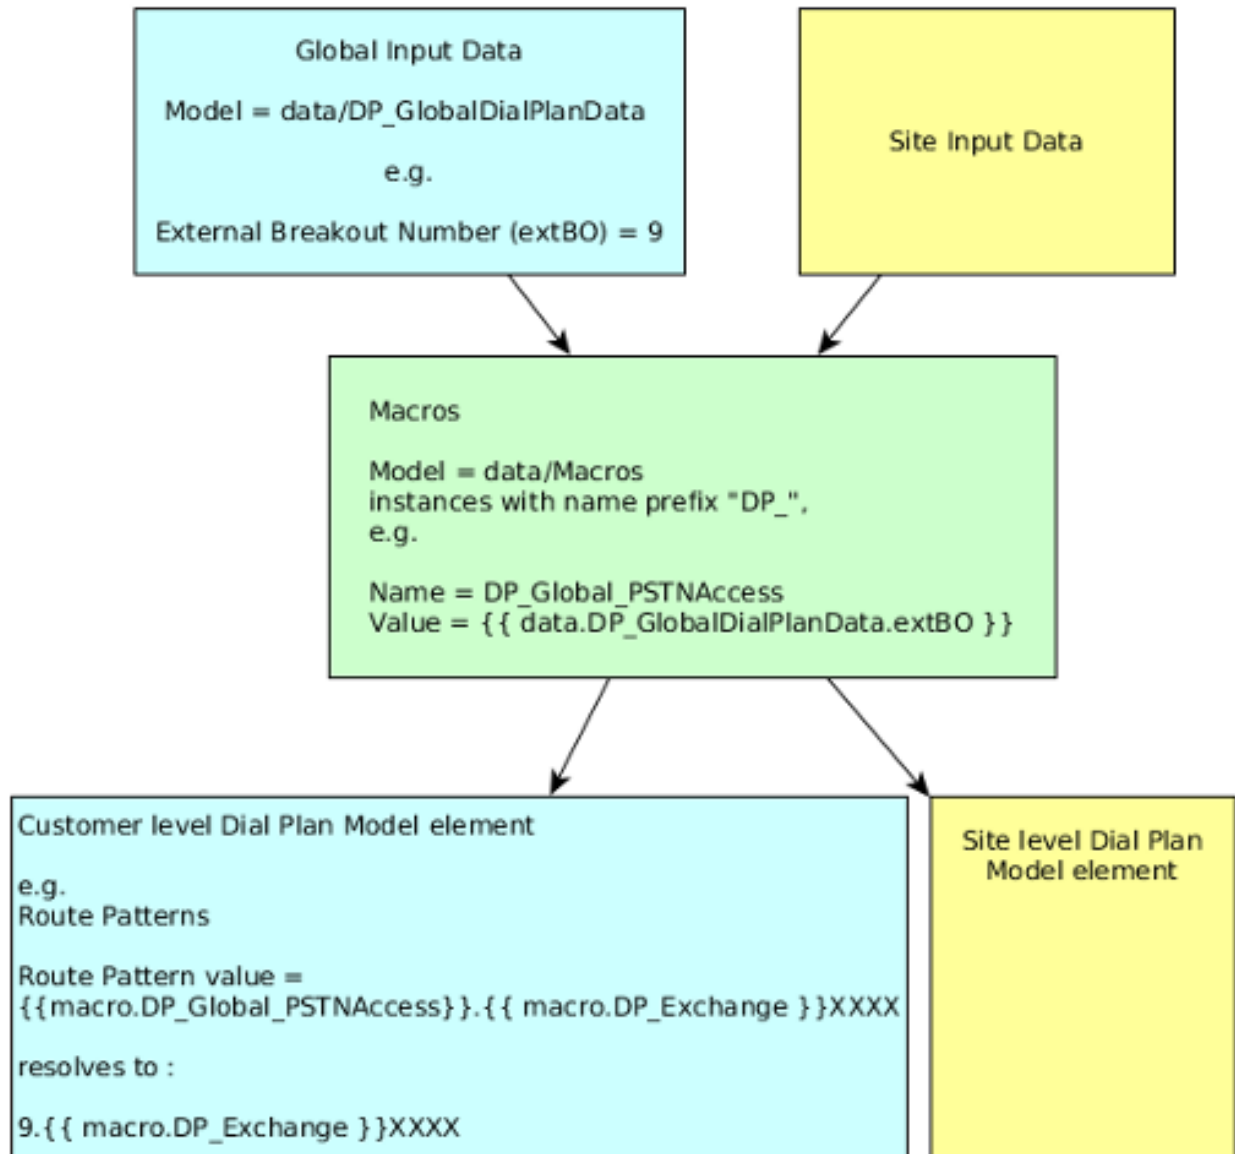 Global Input Data
Model = data/DP_GlobalDialPlanData
e.g.
External Breakout Number (extBO) = 9
Site Input Data
Macros
Model = data/Macros
instances with name prefix "DP_",
e.g.
Name = DP_Global_PSTNAccess
Value = {{ data.DP_GlobalDialPlanData.extBO }}
Customer level Dial Plan Model element
e.g.
Route Patterns
Route Pattern value =
{{macro.DP_Global_PSTNAccess}}.{{ macro.DP_Exchange }}XXXX
resolves to :
9.{{ macro.DP_Exchange }}XXXX
Site level Dial Plan
Model element